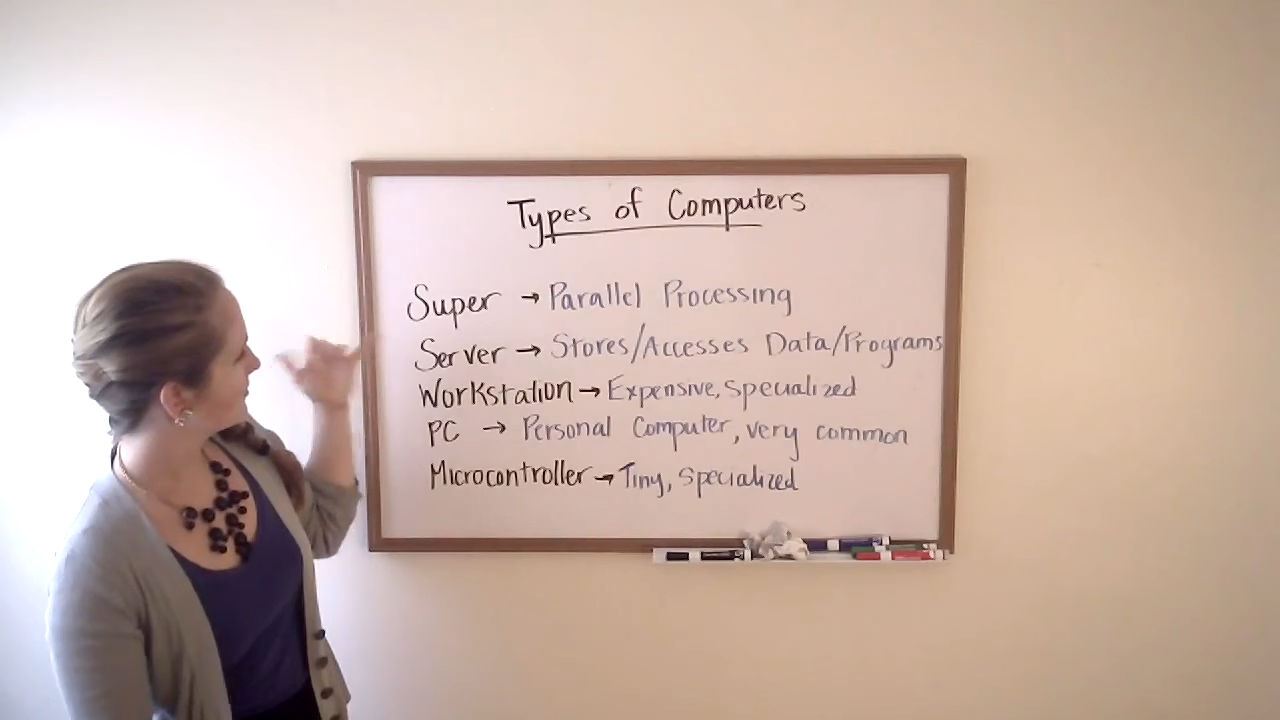 Types of Computers
Super → Parallel Processing
Server → Stores/Accesses Data/Programs
Workstation → Expensive, Specialized
PC → Personal Computer, very common
Microcontroller → Tiny, Specialized